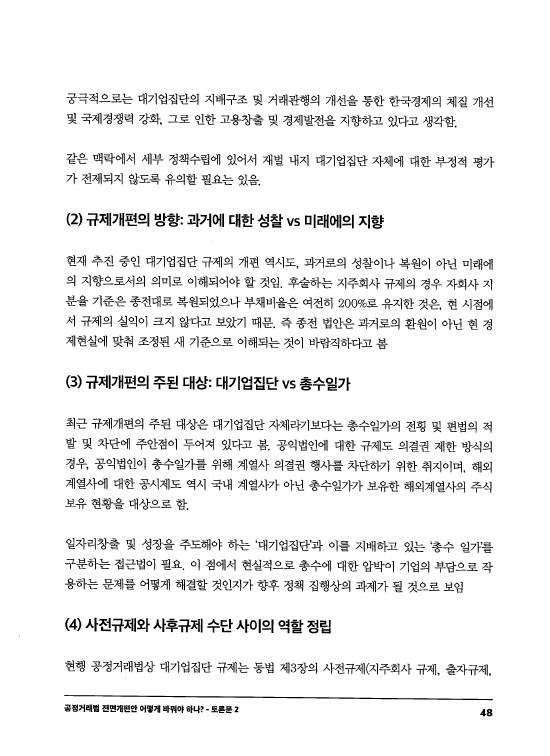 궁극적으로는 대기업집단의 지배구조 및 거래관행의 개선을 통한 한국경제의 체질 개선
및 국제경쟁력 강화, 그로 인한 고용창출 및 경제발전을 지향하고 있다고 생각함.
같은 맥락에서 세부 정책수립에 있어서 재벌 내지 대기업집단 자체에 대한 부정적 평가
가 전제되지 않도록 유의할 필요는 있음.
(2) 규제개편의 방향: 과거에 대한 성찰 vs 미래에의 지향
현재 추진 중인 대기업집단 규제의 개편 역시도, 과거로의 성찰이나 복원이 아닌 미래에
의 지향으로서의 의미로 이해되어야 할 것임. 후술하는 지주회사 규제의 경우 자회사 지
분율 기준은 종전대로 복원되었으나 부채비율은 여전히 200%로 유지한 것은, 현 시점에
서 규제의 실익이 크지 않다고 보았기 때문. 즉 종전 법안은 과거로의 환원이 아닌 현 경
제현실에 맞춰 조정된 새 기준으로 이해되는 것이 바람직하다고 봄
(3) 규제개편의 주된 대상: 대기업집단 vs 총수일가
최근 규제개편의 주된 대상은 대기업집단 자체라기보다는 총수일가의 전횡 및 편법의 적
발 및 차단에 주안점이 두어져 있다고 봄. 공익법인에 대한 규제도 의결권 제한 방식의
경우, 공익법인이 총수일가를 위해 계열사 의결권 행사를 차단하기 위한 취지이며, 해외
계열사에 대한 공시제도 역시 국내 계열사가 아닌 총수일가가 보유한 해외계열사의 주식
보유 현황을 대상으로 함.
일자리창출 및 성장을 주도해야 하는 '대기업집단'과 이를 지배하고 있는 '총수 일가'를
구분하는 접근법이 필요. 이 점에서 현실적으로 총수에 대한 압박이 기업의 부담으로 작
용하는 문제를 어떻게 해결할 것인지가 향후 정책 집행상의 과제가 될 것으로 보임
(4) 사전규제와 사후규제 수단 사이의 역할 정립
현행 공정거래법상 대기업집단 규제는 동법 제3장의 사전규제(지주회사 규제, 출자규제,
공정거래법 전면개편안 어떻게 바꿔야 하나? - 토론문 2
48